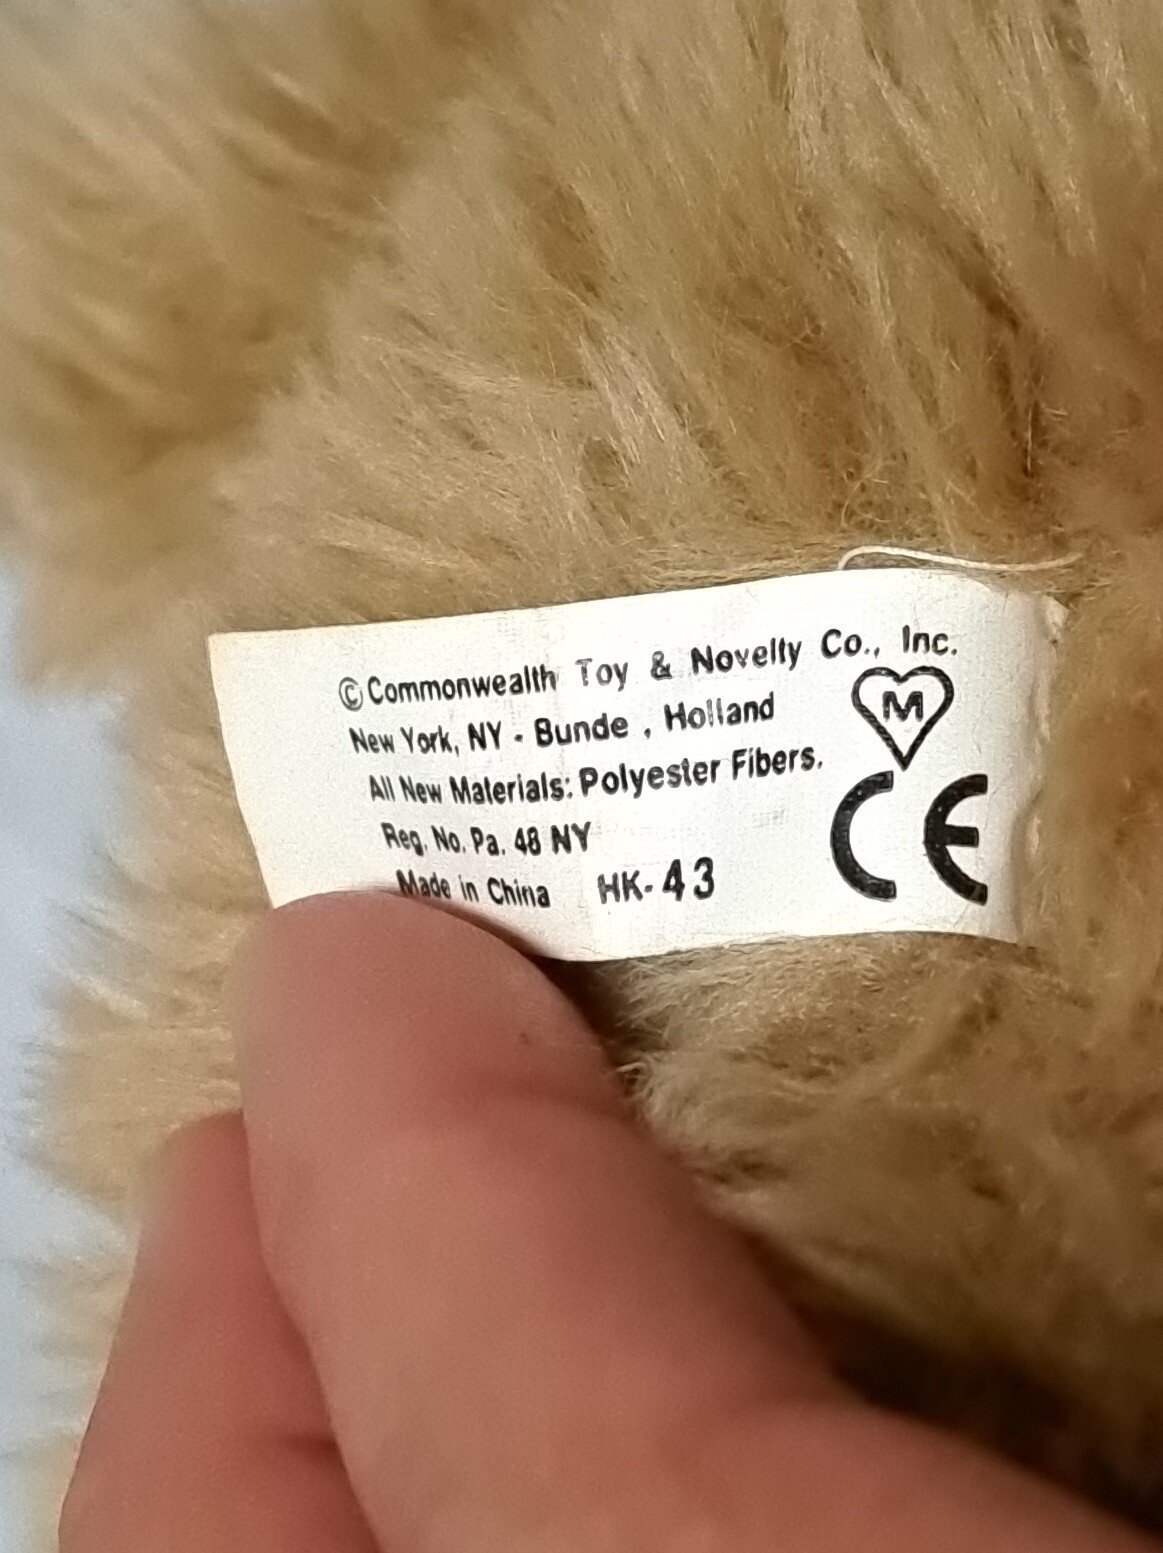 ©Commonwealth Toy & Novelty Co., Inc.
New York, NY - Bunde , Holland
All New Materials: Polyester Fibers.
Reg. No. Pa. 48 NY
Made in China HK-43
M
CE